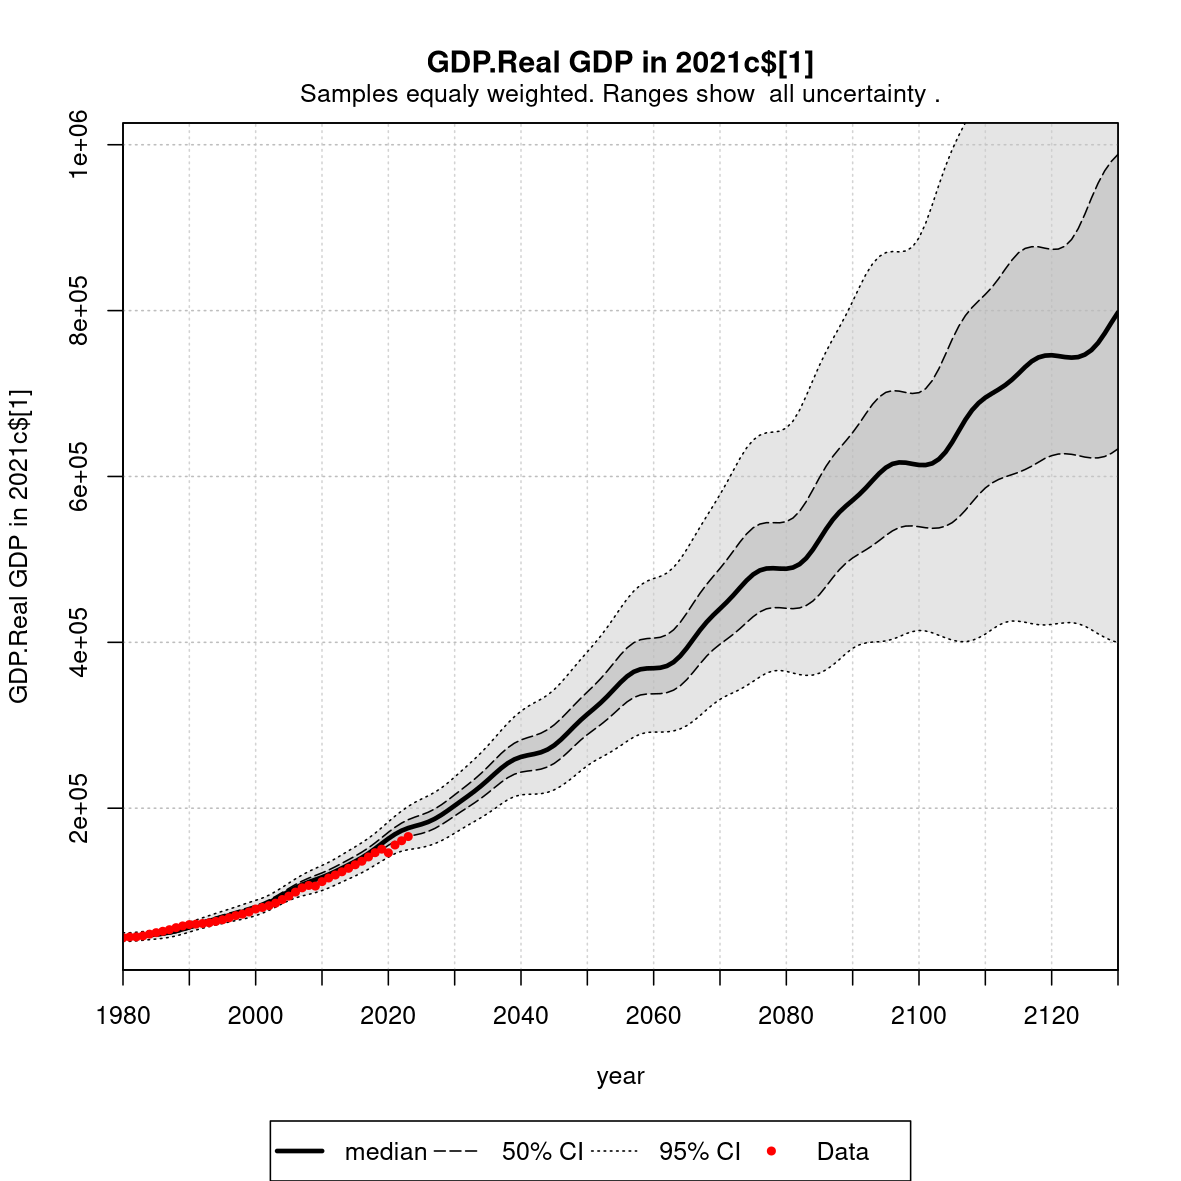 GDP.Real GDP in 2021c$[1]
Samples equaly weighted. Ranges show  all uncertainty .
GDP.Real GDP in 2021c$[1]
1e+06
8e+05
6e+05
4e+05
2e+05
1980 2000 2020 2040 2060 2080 2100 2120
year
median 50% CI 95% CI Data